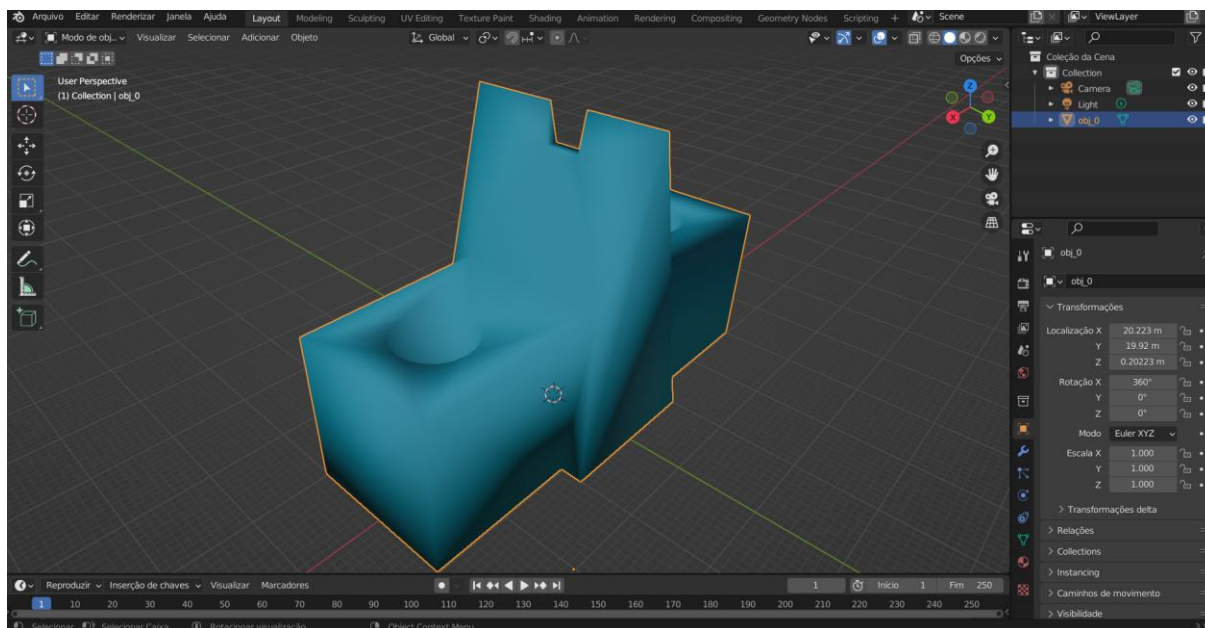 Arquivo Editar Renderizar Janela Ajuda Layout Modeling Sculpting UV Editing Texture Paint Shading Animation Rendering Compositing Geometry Nodes Scripting + Scene ViewLayer
Modo de obj... Visualizar Selecionar Adicionar Objeto Global
Opções
User Perspective
(1) Collection | obj_0
Z
X
Y
Coleção da Cena
Collection
Camera
Light
obj_0
obj_0
obj_0
Transformações
Localização X 20.223 m
Y 19.92 m
Z 0.20223 m
Rotação X 360°
Y 0°
Z 0°
Modo Euler XYZ
Escala X 1.000
Y 1.000
Z 1.000
Transformações delta
Relações
Collections
Instancing
Caminhos de movimento
Visibilidade
Reproduzir Inserção de chaves Visualizar Marcadores 1 Início 1 Fim 250
1 10 20 30 40 50 60 70 80 90 100 110 120 130 140 150 160 170 180 190 200 210 220 230 240 250
Selecionar Selecionar Caixa Rotacionar visualização Object Context Menu